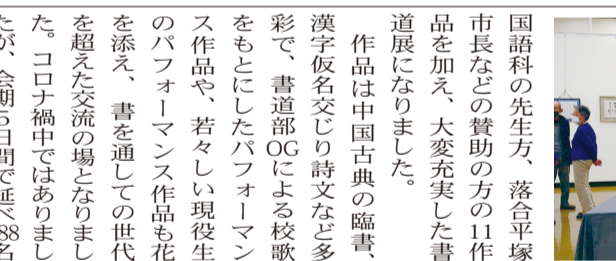 国語科の先生方、落合平塚
市長などの賛助の方の11作
品を加え、大変充実した書
道展になりました。
作品は中国古典の臨書、
漢字仮名交じり詩文など多
彩で、書道部OGによる校歌
をもとにしたパフォーマン
ス作品や、若々しい現役生
のパフォーマンス作品も花
を添え、書を通しての世代
を超えた交流の場となりまし
た。コロナ禍中ではありまし
たが、会期5日間で延べ88名